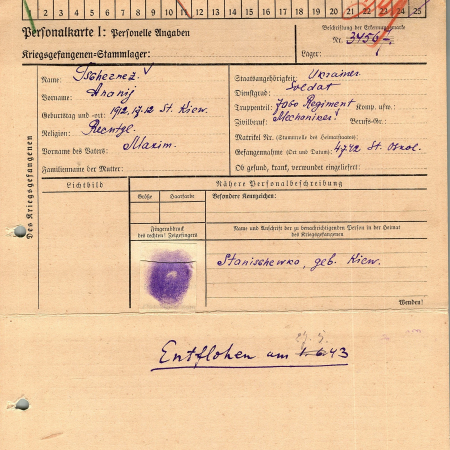 1 2 3 4 5 6 7 8 9 10 11 12 13 14 15 16 17 18 19 20 21 22 23 24 25
Personalkarte I: Personelle Angaben
Kriegsgefangenen-Stammlager:
Beschriftung der Erkennungsmarke
Nr. 3456
Lager:
Des Kriegsgefangenen
Name: Tschernez
Vorname: Ananij
Geburtstag und -ort: 1912, 17.12 St. Kiew.
Religion:
Vorname des Vaters: Maxim.
Familienname der Mutter:
Staatsangehörigkeit: Ukrainer
Dienstgrad: Soldat
Truppenteil: Regiment Komp. usw.:
Zivilberuf: Mechaniker Berufs-Gr.:
Matrikel Nr. (Stammrolle des Heimatstaates):
Gefangennahme (Ort und Datum): 4.7.42 St. Oskol.
Ob gesund, krank, verwundet eingeliefert:
Lichtbild
Nähere Personalbeschreibung
Größe
Haarfarbe
Besondere Kennzeichen:
Fingerabdruck
des rechten! Zeigefingers
Name und Anschrift der zu benachrichtigenden Person in der Heimat
des Kriegsgefangenen
Stanischewka, geb. Kiew.
Wenden!
Entflohen am 1.6.43